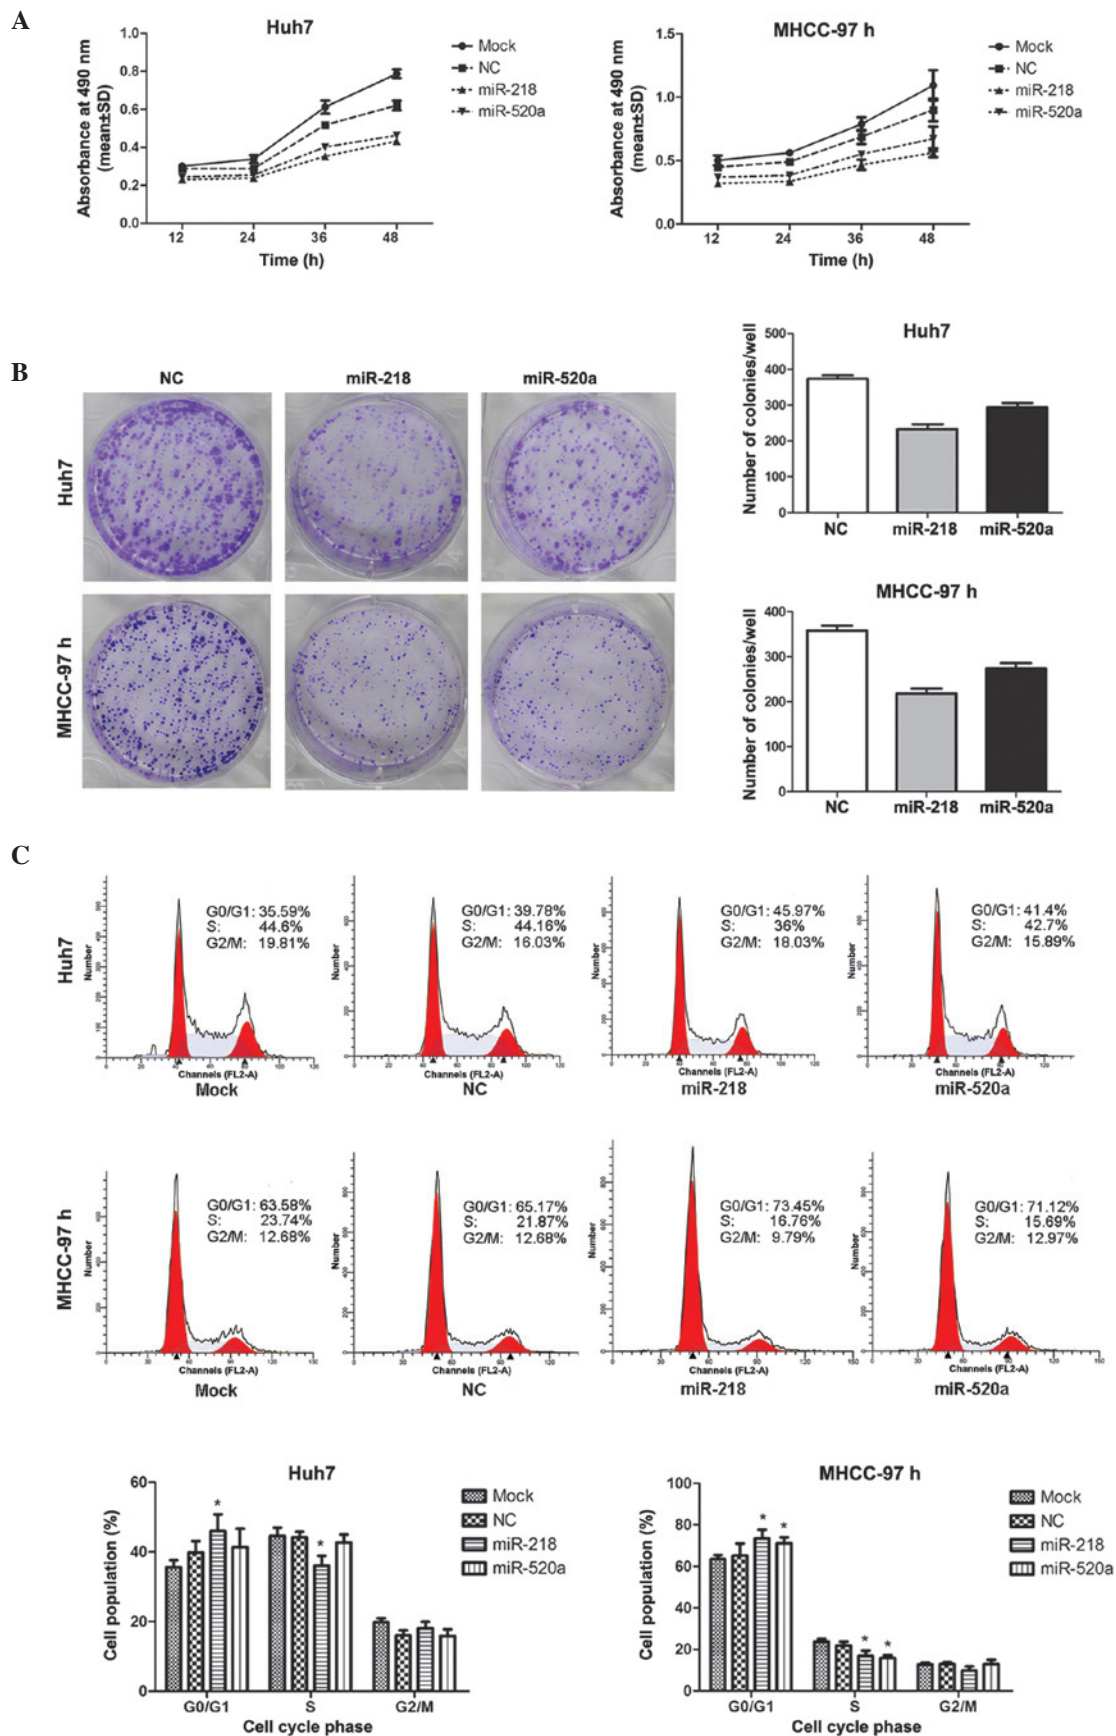 A
Huh7
Absorbance at 490 nm
(mean±SD)
0.0
0.2
0.4
0.6
0.8
1.0
12
24
36
48
Time (h)
Mock
NC
miR-218
miR-520a
MHCC-97 h
Absorbance at 490 nm
(mean±SD)
0.0
0.5
1.0
1.5
12
24
36
48
Time (h)
Mock
NC
miR-218
miR-520a
B
NC
miR-218
miR-520a
Huh7
MHCC-97 h
Huh7
Number of colonies/well
500
400
300
200
100
0
NC
miR-218
miR-520a
MHCC-97 h
Number of colonies/well
400
300
200
100
0
NC
miR-218
miR-520a
C
Huh7
Number
G0/G1: 35.59%
S: 44.6%
G2/M: 19.81%
Channels (FL2-A)
Mock
Number
G0/G1: 39.78%
S: 44.16%
G2/M: 16.03%
Channels (FL2-A)
NC
Number
G0/G1: 45.97%
S: 36%
G2/M: 18.03%
Channels (FL2-A)
miR-218
Number
G0/G1: 41.4%
S: 42.7%
G2/M: 15.89%
Channels (FL2-A)
miR-520a
MHCC-97 h
Number
G0/G1: 63.58%
S: 23.74%
G2/M: 12.68%
Channels (FL2-A)
Mock
Number
G0/G1: 65.17%
S: 21.87%
G2/M: 12.68%
Channels (FL2-A)
NC
Number
G0/G1: 73.45%
S: 16.76%
G2/M: 9.79%
Channels (FL2-A)
miR-218
Number
G0/G1: 71.12%
S: 15.69%
G2/M: 12.97%
Channels (FL2-A)
miR-520a
Huh7
Cell population (%)
60
40
20
0
* *
G0/G1
S
G2/M
Cell cycle phase
Mock
NC
miR-218
miR-520a
MHCC-97 h
Cell population (%)
100
80
60
40
20
0
* * * *
G0/G1
S
G2/M
Cell cycle phase
Mock
NC
miR-218
miR-520a